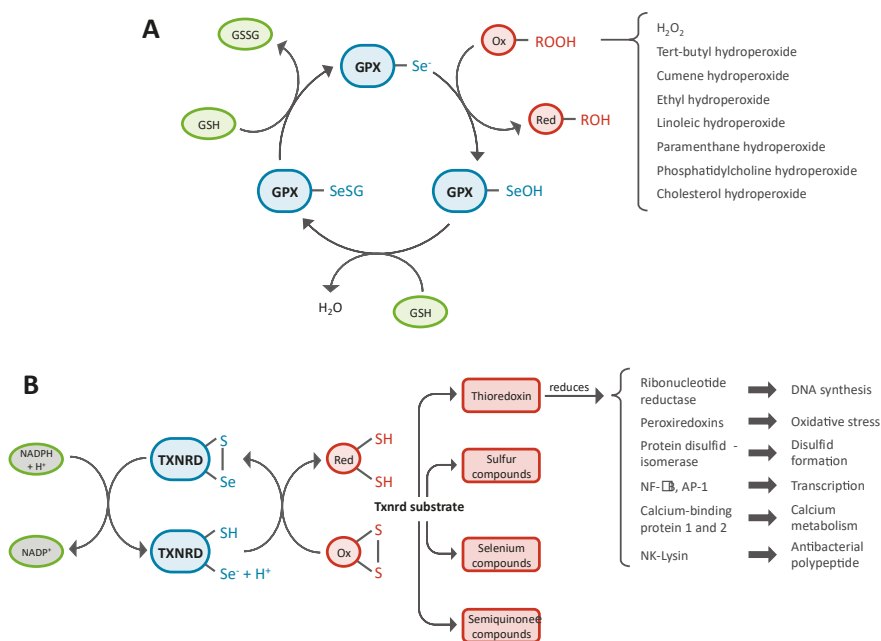 A
GSSG
GPX
Se⁻
Ox
ROOH
H₂O₂
Tert-butyl hydroperoxide
Cumene hydroperoxide
Ethyl hydroperoxide
Linoleic hydroperoxide
Paramenthane hydroperoxide
Phosphatidylcholine hydroperoxide
Cholesterol hydroperoxide
GSH
Red
ROH
GPX
SeSG
GPX
SeOH
H₂O
GSH
B
NADPH
+ H⁺
TXNRD
S
Se
NADP⁺
TXNRD
SH
Se⁻ + H⁺
Red
SH
SH
Ox
S
S
Txnrd substrate
Thioredoxin
reduces
Sulfur
compounds
Selenium
compounds
Semiquinonee
compounds
Ribonucleotide
reductase
DNA synthesis
Peroxiredoxins
Oxidative stress
Protein disulfid -
isomerase
Disulfid
formation
NF-□B, AP-1
Transcription
Calcium-binding
protein 1 and 2
Calcium
metabolism
NK-Lysin
Antibacterial
polypeptide